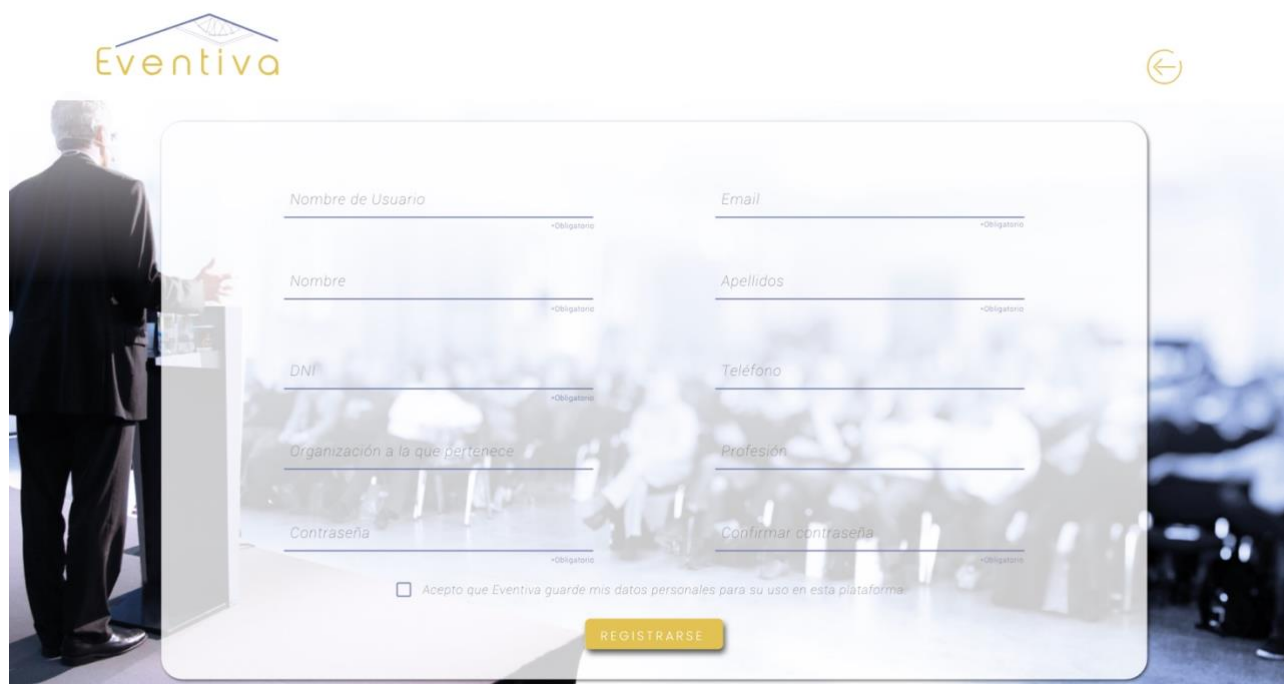 Eventiva
Nombre de Usuario Email
*Obligatorio *Obligatorio
Nombre Apellidos
*Obligatorio *Obligatorio
DNI Teléfono
*Obligatorio
Organización a la que pertenece Profesión
Contraseña Confirmar contraseña
*Obligatorio *Obligatorio
Acepto que Eventiva guarde mis datos personales para su uso en esta plataforma
REGISTRARSE